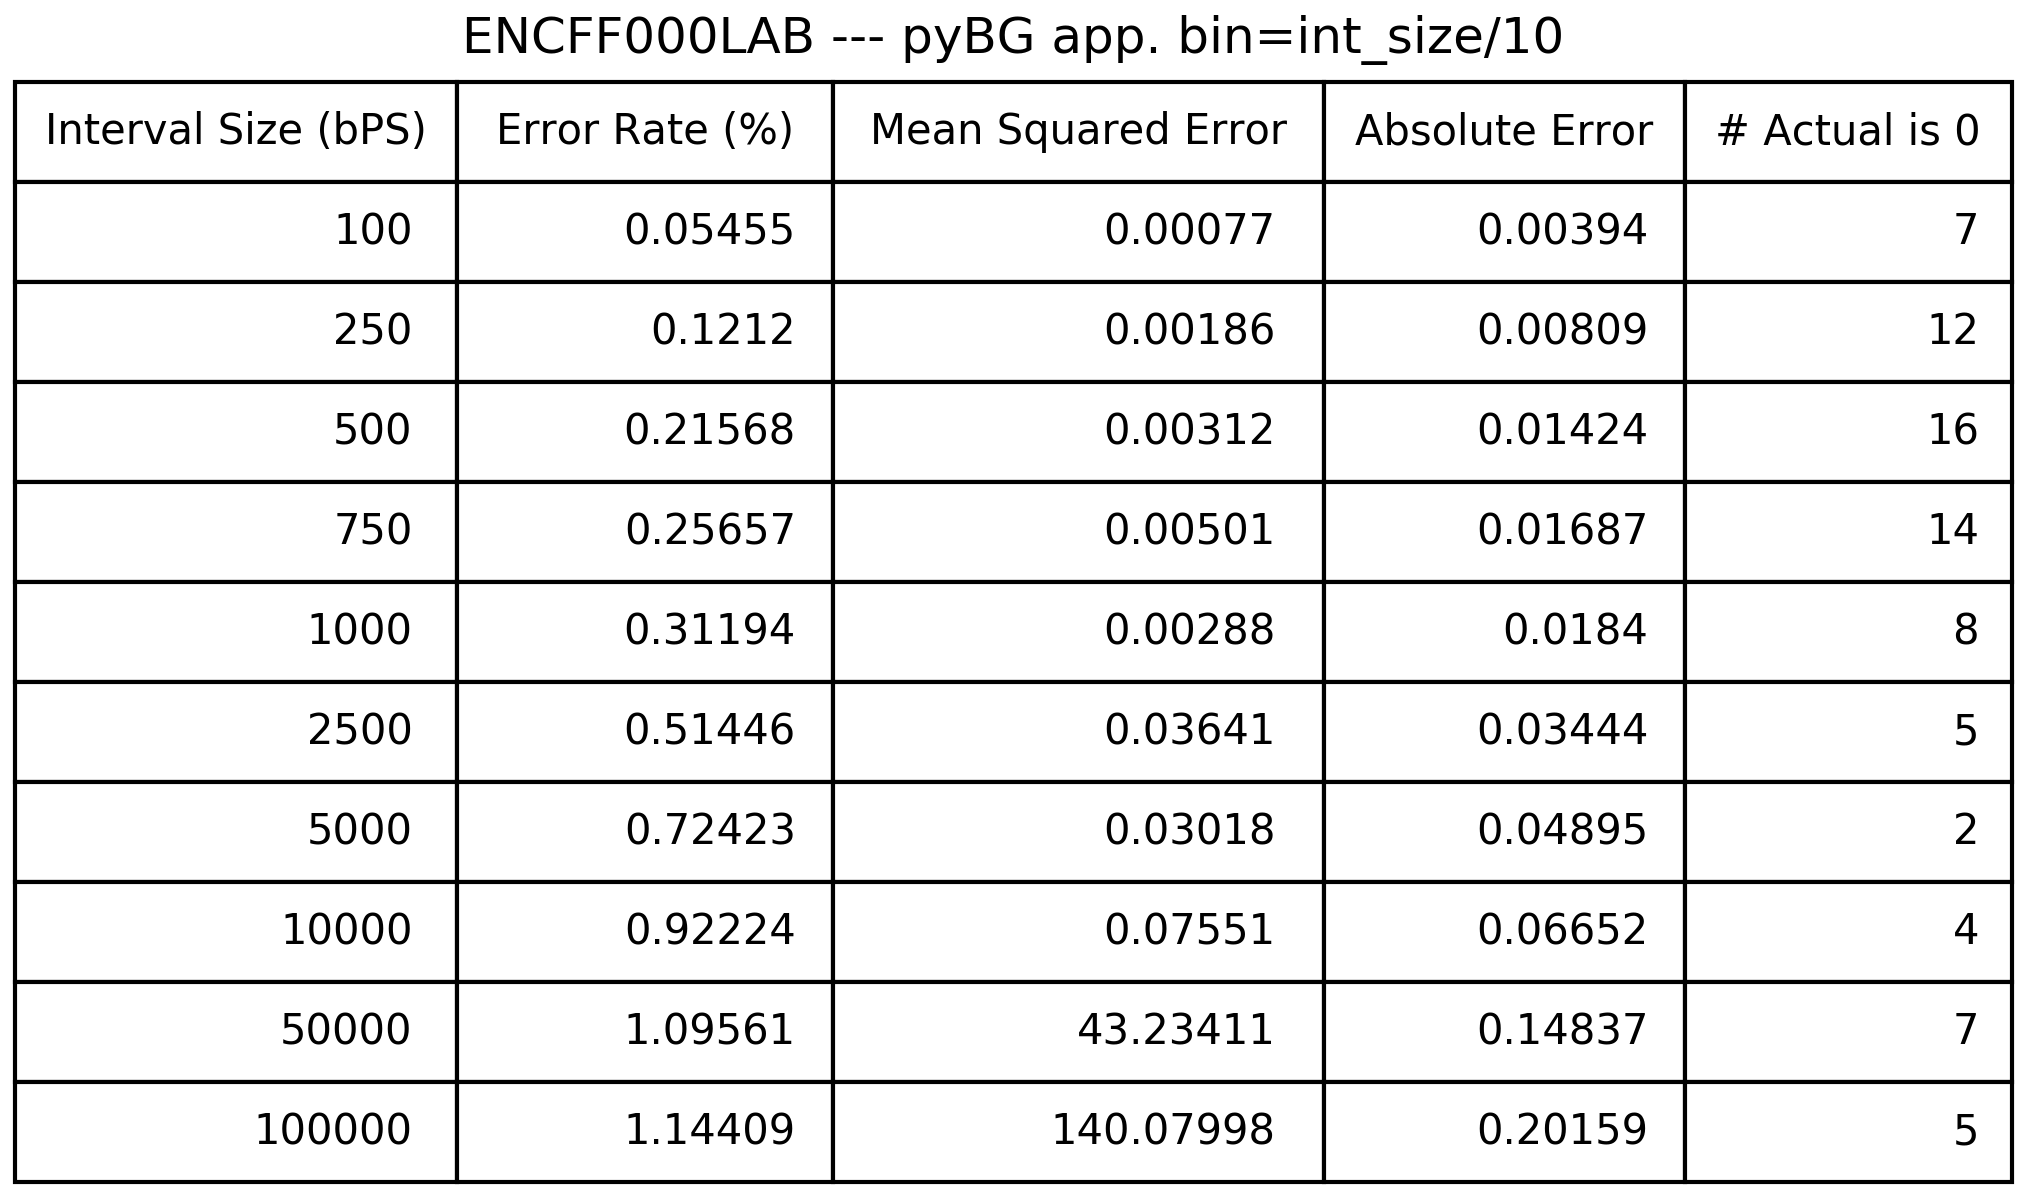 ENCFF000LAB --- pyBG app. bin=int_size/10
Interval Size (bPS) Error Rate (%) Mean Squared Error Absolute Error # Actual is 0
100 0.05455 0.00077 0.00394 7
250 0.1212 0.00186 0.00809 12
500 0.21568 0.00312 0.01424 16
750 0.25657 0.00501 0.01687 14
1000 0.31194 0.00288 0.0184 8
2500 0.51446 0.03641 0.03444 5
5000 0.72423 0.03018 0.04895 2
10000 0.92224 0.07551 0.06652 4
50000 1.09561 43.23411 0.14837 7
100000 1.14409 140.07998 0.20159 5